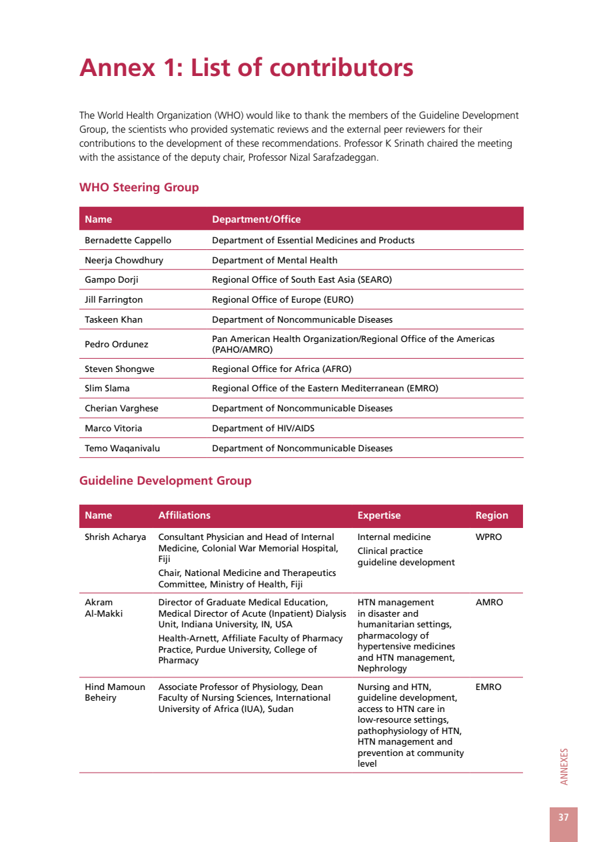 Annex 1: List of contributors
The World Health Organization (WHO) would like to thank the members of the Guideline Development
Group, the scientists who provided systematic reviews and the external peer reviewers for their
contributions to the development of these recommendations. Professor K Srinath chaired the meeting
with the assistance of the deputy chair, Professor Nizal Sarafzadeggan.
WHO Steering Group
Name Department/Office
Bernadette Cappello Department of Essential Medicines and Products
Neerja Chowdhury Department of Mental Health
Gampo Dorji Regional Office of South East Asia (SEARO)
Jill Farrington Regional Office of Europe (EURO)
Taskeen Khan Department of Noncommunicable Diseases
Pedro Ordunez Pan American Health Organization/Regional Office of the Americas
(PAHO/AMRO)
Steven Shongwe Regional Office for Africa (AFRO)
Slim Slama Regional Office of the Eastern Mediterranean (EMRO)
Cherian Varghese Department of Noncommunicable Diseases
Marco Vitoria Department of HIV/AIDS
Temo Waqanivalu Department of Noncommunicable Diseases
Guideline Development Group
Name Affiliations Expertise Region
Shrish Acharya Consultant Physician and Head of Internal Internal medicine WPRO
Medicine, Colonial War Memorial Hospital, Clinical practice
Fiji guideline development
Chair, National Medicine and Therapeutics
Committee, Ministry of Health, Fiji
Akram Director of Graduate Medical Education, HTN management AMRO
Al-Makki Medical Director of Acute (Inpatient) Dialysis in disaster and
Unit, Indiana University, IN, USA humanitarian settings,
Health-Arnett, Affiliate Faculty of Pharmacy pharmacology of
Practice, Purdue University, College of hypertensive medicines
Pharmacy and HTN management,
Nephrology
Hind Mamoun Associate Professor of Physiology, Dean Nursing and HTN, EMRO
Beheiry Faculty of Nursing Sciences, International guideline development,
University of Africa (IUA), Sudan access to HTN care in
low-resource settings,
pathophysiology of HTN,
HTN management and
prevention at community
level
ANNEXES
37